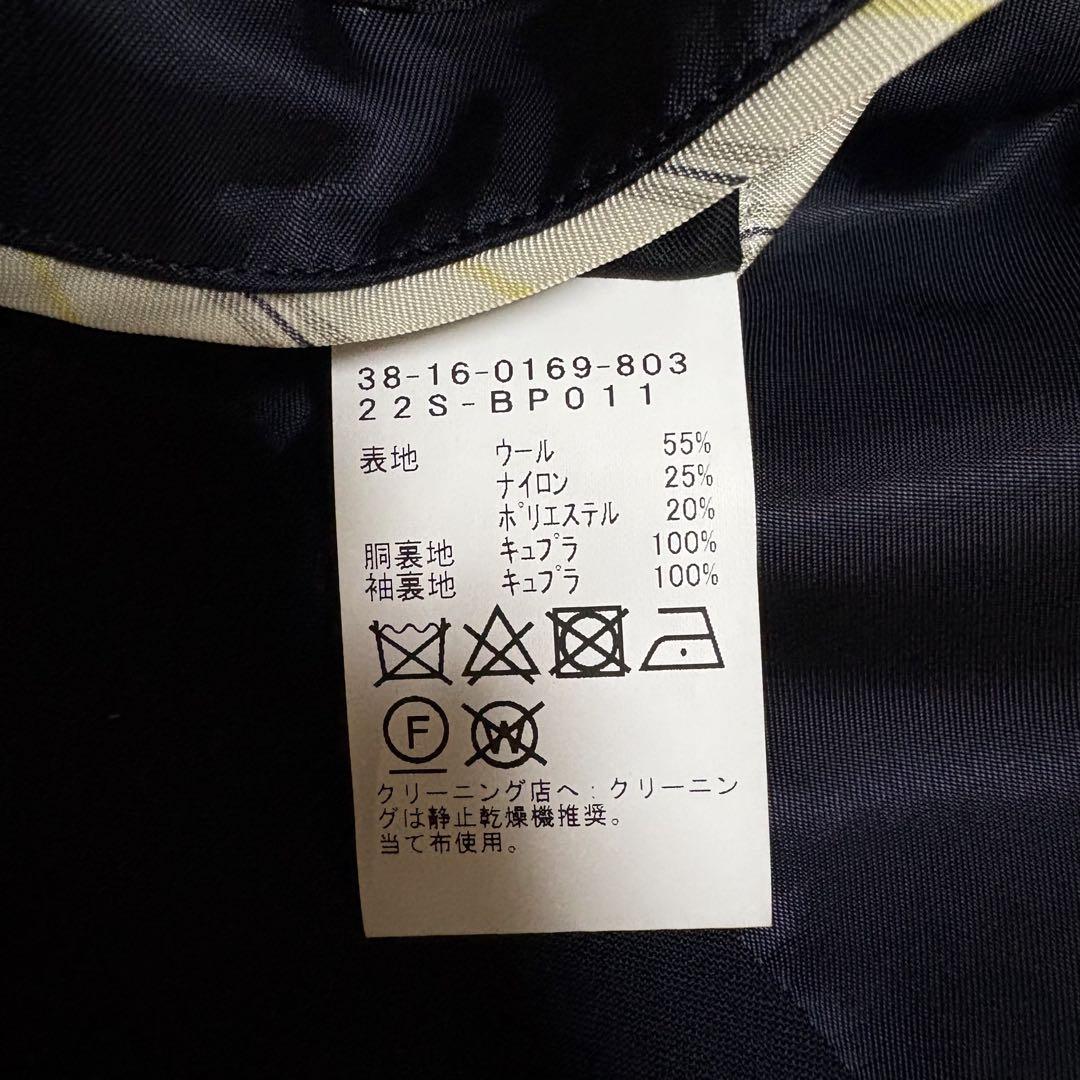 38-16-0169-803
22S-BP011
表地 ウール 55%
ナイロン 25%
ポリエステル 20%
胴裏地 キュプラ 100%
袖裏地 キュプラ 100%
F W
クリーニング店へ:クリーニン
グは静止乾燥機推奨。
当て布使用。